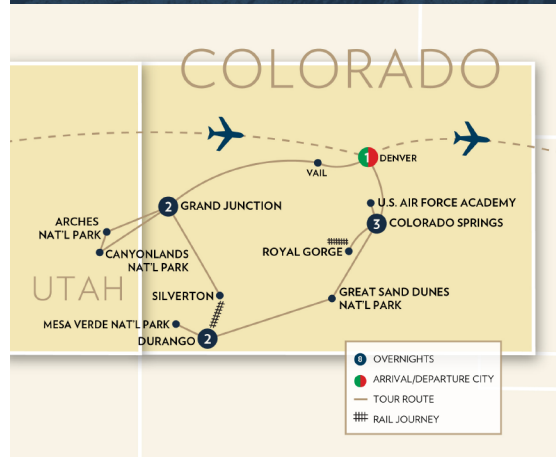 COLORADO
1
DENVER
VAIL
U.S. AIR FORCE ACADEMY
2
GRAND JUNCTION
3
COLORADO SPRINGS
ARCHES
NAT'L PARK
ROYAL GORGE
CANYONLANDS
NAT'L PARK
UTAH
SILVERTON
GREAT SAND DUNES
NAT'L PARK
MESA VERDE NAT'L PARK
DURANGO
2
8
OVERNIGHTS
ARRIVAL/DEPARTURE CITY
TOUR ROUTE
RAIL JOURNEY